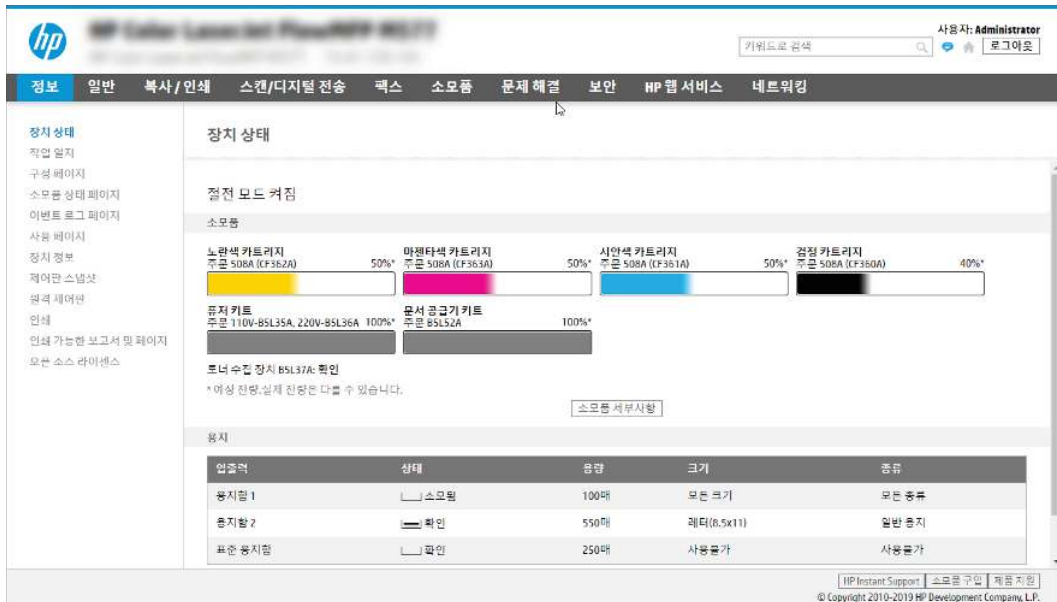 hp
HP Color LaserJet FlowMFP M577
사용자: Administrator
키워드로 검색
로그아웃
정보 일반 복사 / 인쇄 스캔/디지털 전송 팩스 소모품 문제 해결 보안 HP 웹 서비스 네트워킹
장치 상태
작업 일지
구성 페이지
소모품 상태 페이지
이벤트 로그 페이지
사용 페이지
장치 정보
제어판 스냅샷
원격 제어판
인쇄
인쇄 가능한 보고서 및 페이지
오픈 소스 라이센스
장치 상태
절전 모드 켜짐
소모품
노란색 카트리지 마젠타색 카트리지 시안색 카트리지 검정 카트리지
주문 508A (CF362A) 50%* 주문 508A (CF363A) 50%* 주문 508A (CF361A) 50%* 주문 508A (CF360A) 40%*
퓨저 키트 문서 공급기 키트
주문 110V-B5L35A, 220V-B5L36A 100%* 주문 B5L52A 100%*
토너 수집 장치 B5L37A: 확인
* 예상 잔량.실제 잔량은 다를 수 있습니다.
소모품 세부사항
용지
입출력 상태 용량 크기 종류
용지함 1 소모됨 100매 모든 크기 모든 종류
용지함 2 확인 550매 레터(8.5x11) 일반 용지
표준 용지함 확인 250매 사용불가 사용불가
HP Instant Support 소모품 구입 제품 지원
© Copyright 2010-2019 HP Development Company, L.P.